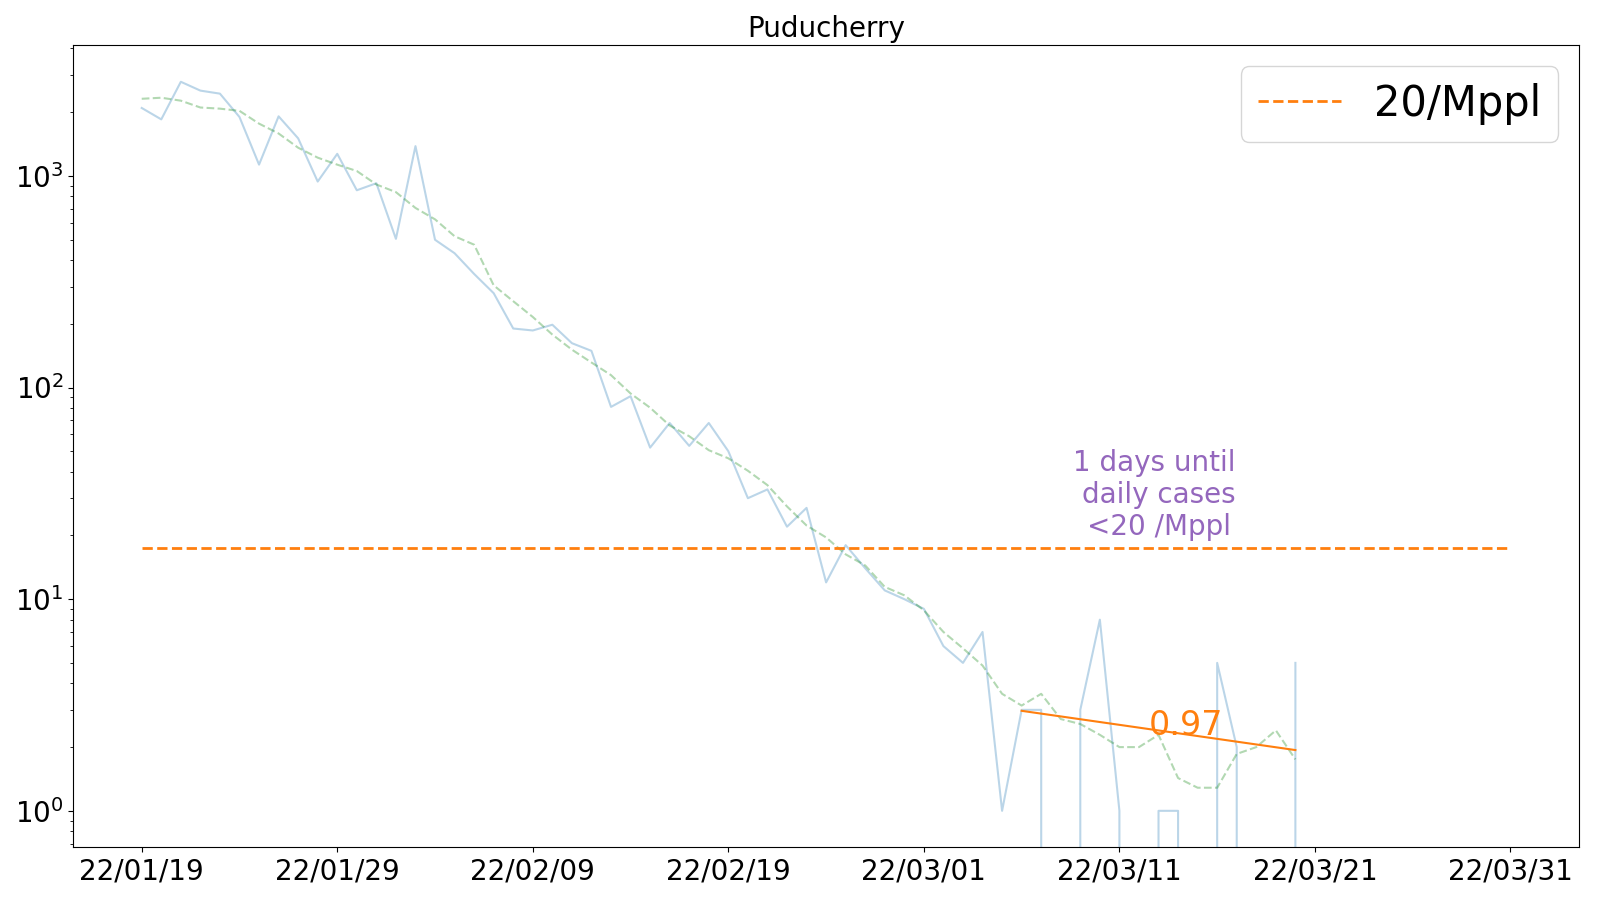 Puducherry
20/Mppl
10³
10²
1 days until
daily cases
<20 /Mppl
10¹
0.97
10⁰
22/01/19 22/01/29 22/02/09 22/02/19 22/03/01 22/03/11 22/03/21 22/03/31